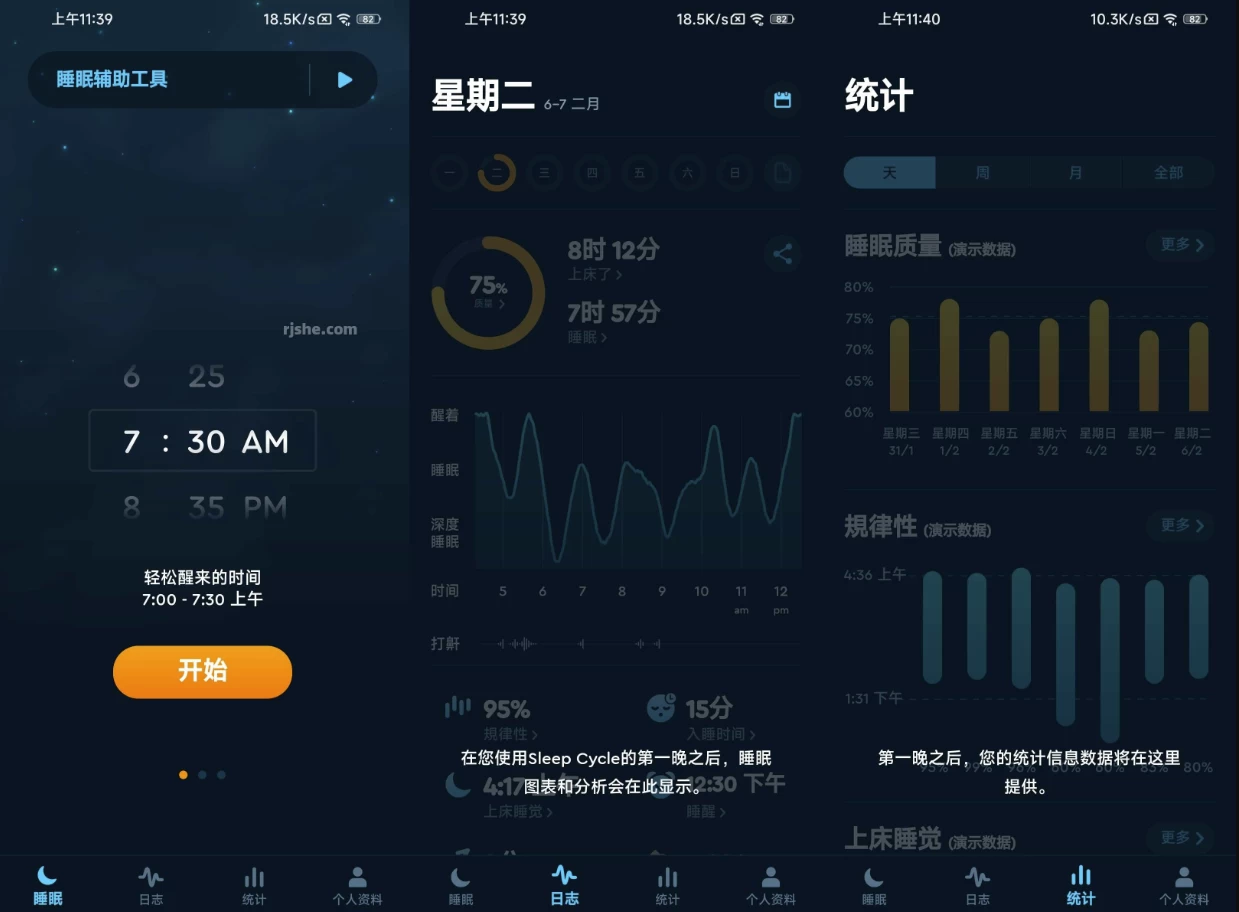 上午11:39
18.5K/s
82
睡眠辅助工具
rjshe.com
6 25
7 : 30 AM
8 35 PM
轻松醒来的时间
7:00 - 7:30 上午
开始
睡眠 日志 统计 个人资料
上午11:39
18.5K/s
82
星期二 6-7 二月
一 二 三 四 五 六 日
75%
质量
8时 12分
上床了
7时 57分
睡眠
醒着
睡眠
深度
睡眠
时间 5 6 7 8 9 10 11 12
am pm
打鼾
95%
規律性
15分
入睡时间
在您使用Sleep Cycle的第一晚之后，睡眠
图表和分析会在此显示。
4:17 上午
上床睡觉
12:30 下午
睡醒
睡眠 日志 统计 个人资料
上午11:40
10.3K/s
82
统计
天 周 月 全部
睡眠质量 (演示数据)
更多
80%
75%
70%
65%
60%
星期三 星期四 星期五 星期六 星期日 星期一 星期二
31/1 1/2 2/2 3/2 4/2 5/2 6/2
規律性 (演示数据)
更多
4:36 上午
1:31 下午
第一晚之后，您的统计信息数据将在这里
提供。
95% 99% 96% 60% 60% 85% 80%
上床睡觉 (演示数据)
更多
睡眠 日志 统计 个人资料